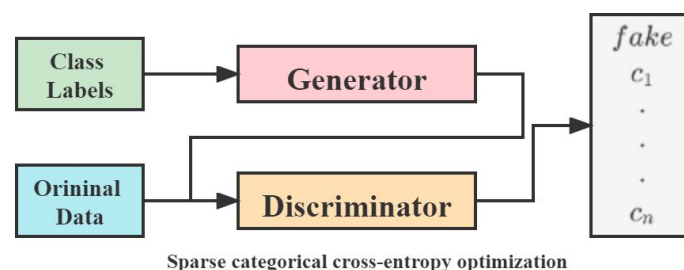 Class
Labels
Generator
Orininal
Data
Discriminator
fake
c₁
.
.
.
cₙ
Sparse categorical cross-entropy optimization